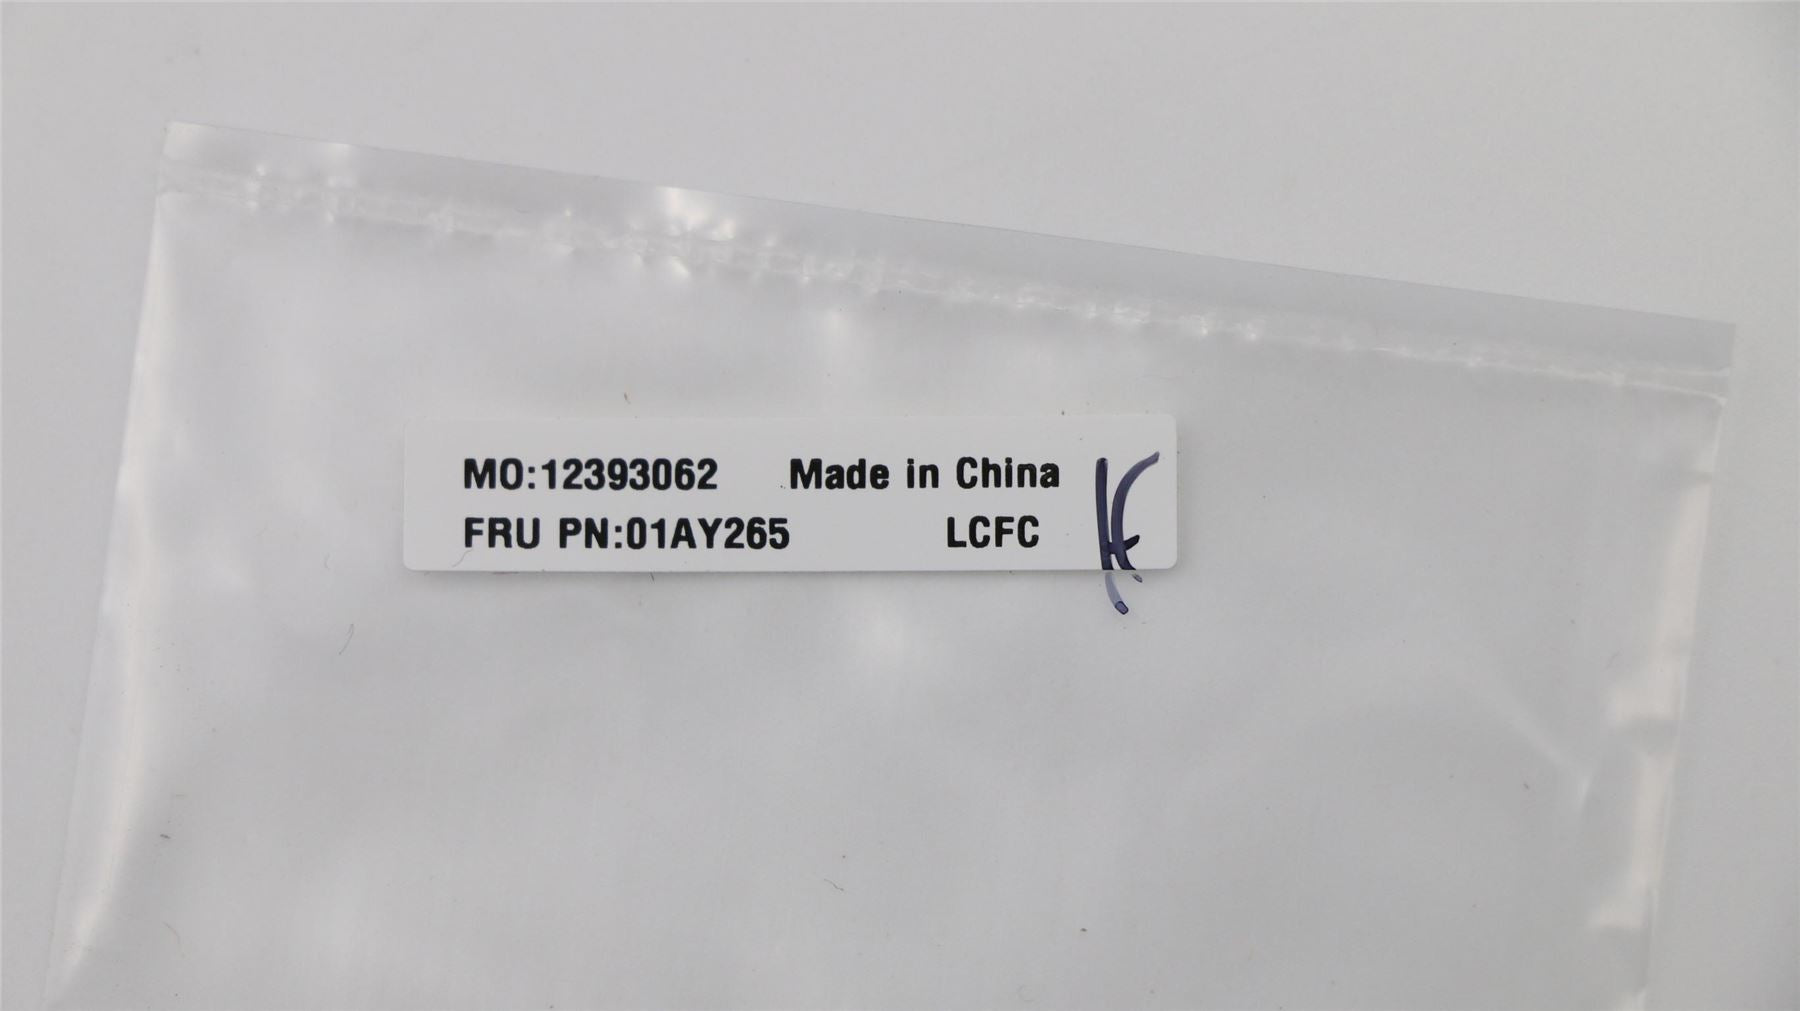 MO:12393062 Made in China
FRU PN:01AY265 LCFC